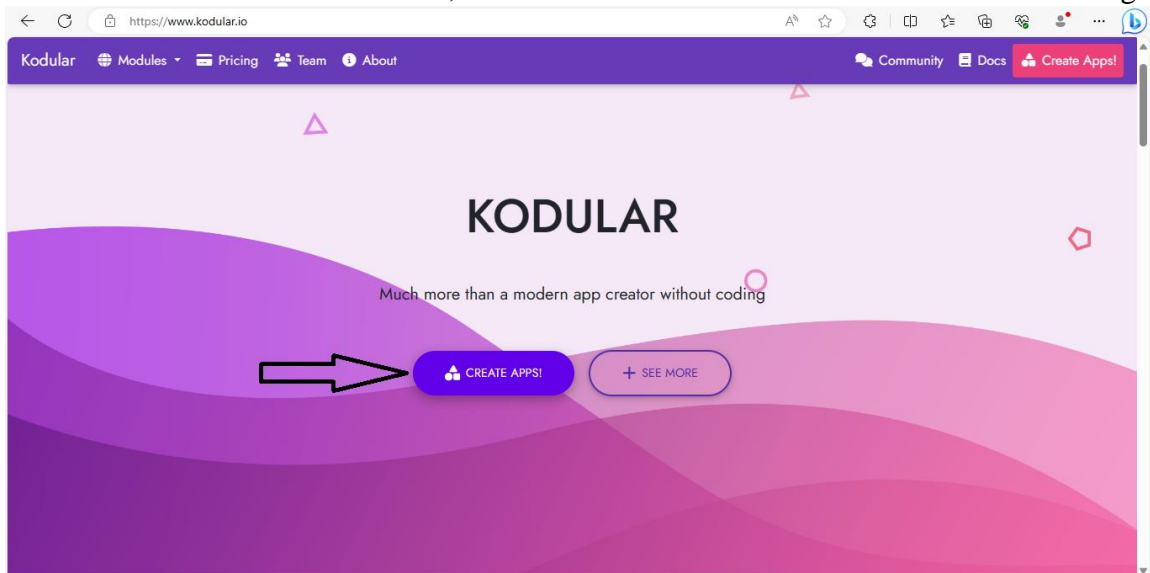 https://www.kodular.io
Kodular Modules Pricing Team About Community Docs Create Apps!
KODULAR
Much more than a modern app creator without coding
CREATE APPS! + SEE MORE